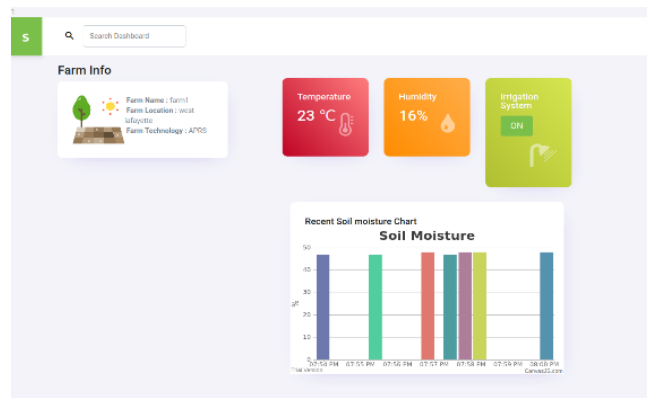 S
Search Dashboard
Farm Info
Farm Name : farm1
Farm Location : west
lafayette
Farm Technology : APRS
Temperature
23 °C
Humidity
16%
Irrigation
System
ON
Recent Soil moisture Chart
Soil Moisture
50
40
30
%
20
10
0
07:54 PM 07:55 PM 07:56 PM 07:57 PM 07:58 PM 07:59 PM 08:00 PM
Trial Version
CanvasJS.com